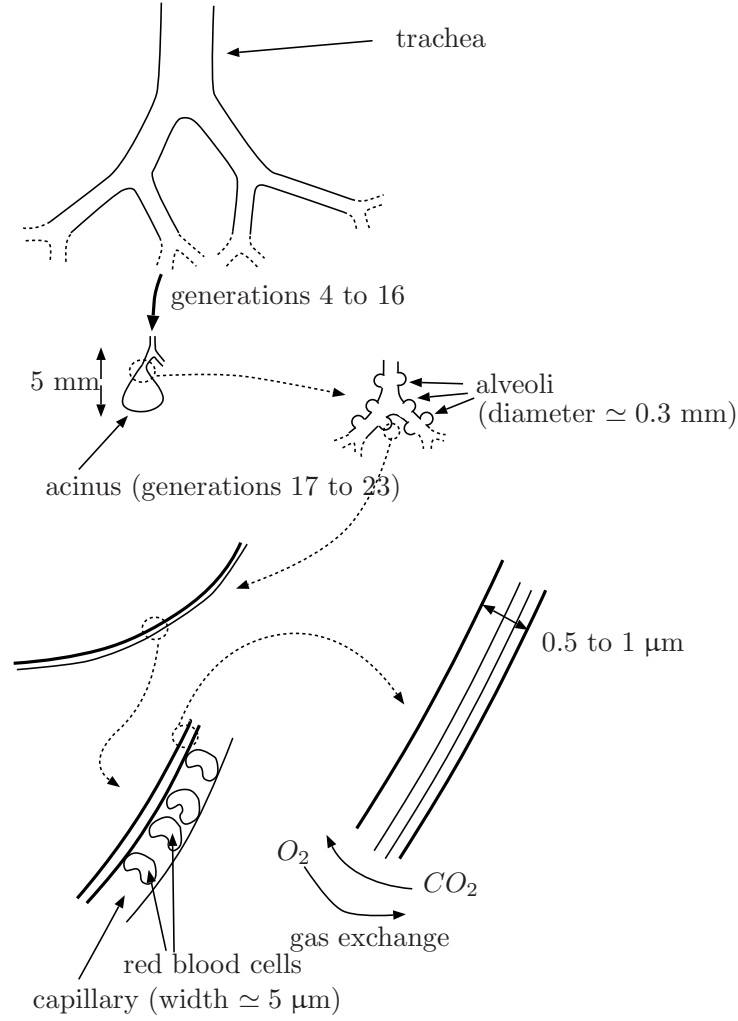 trachea
generations 4 to 16
5 mm
alveoli
(diameter ≃ 0.3 mm)
acinus (generations 17 to 23)
0.5 to 1 μm
O₂
CO₂
gas exchange
red blood cells
capillary (width ≃ 5 μm)